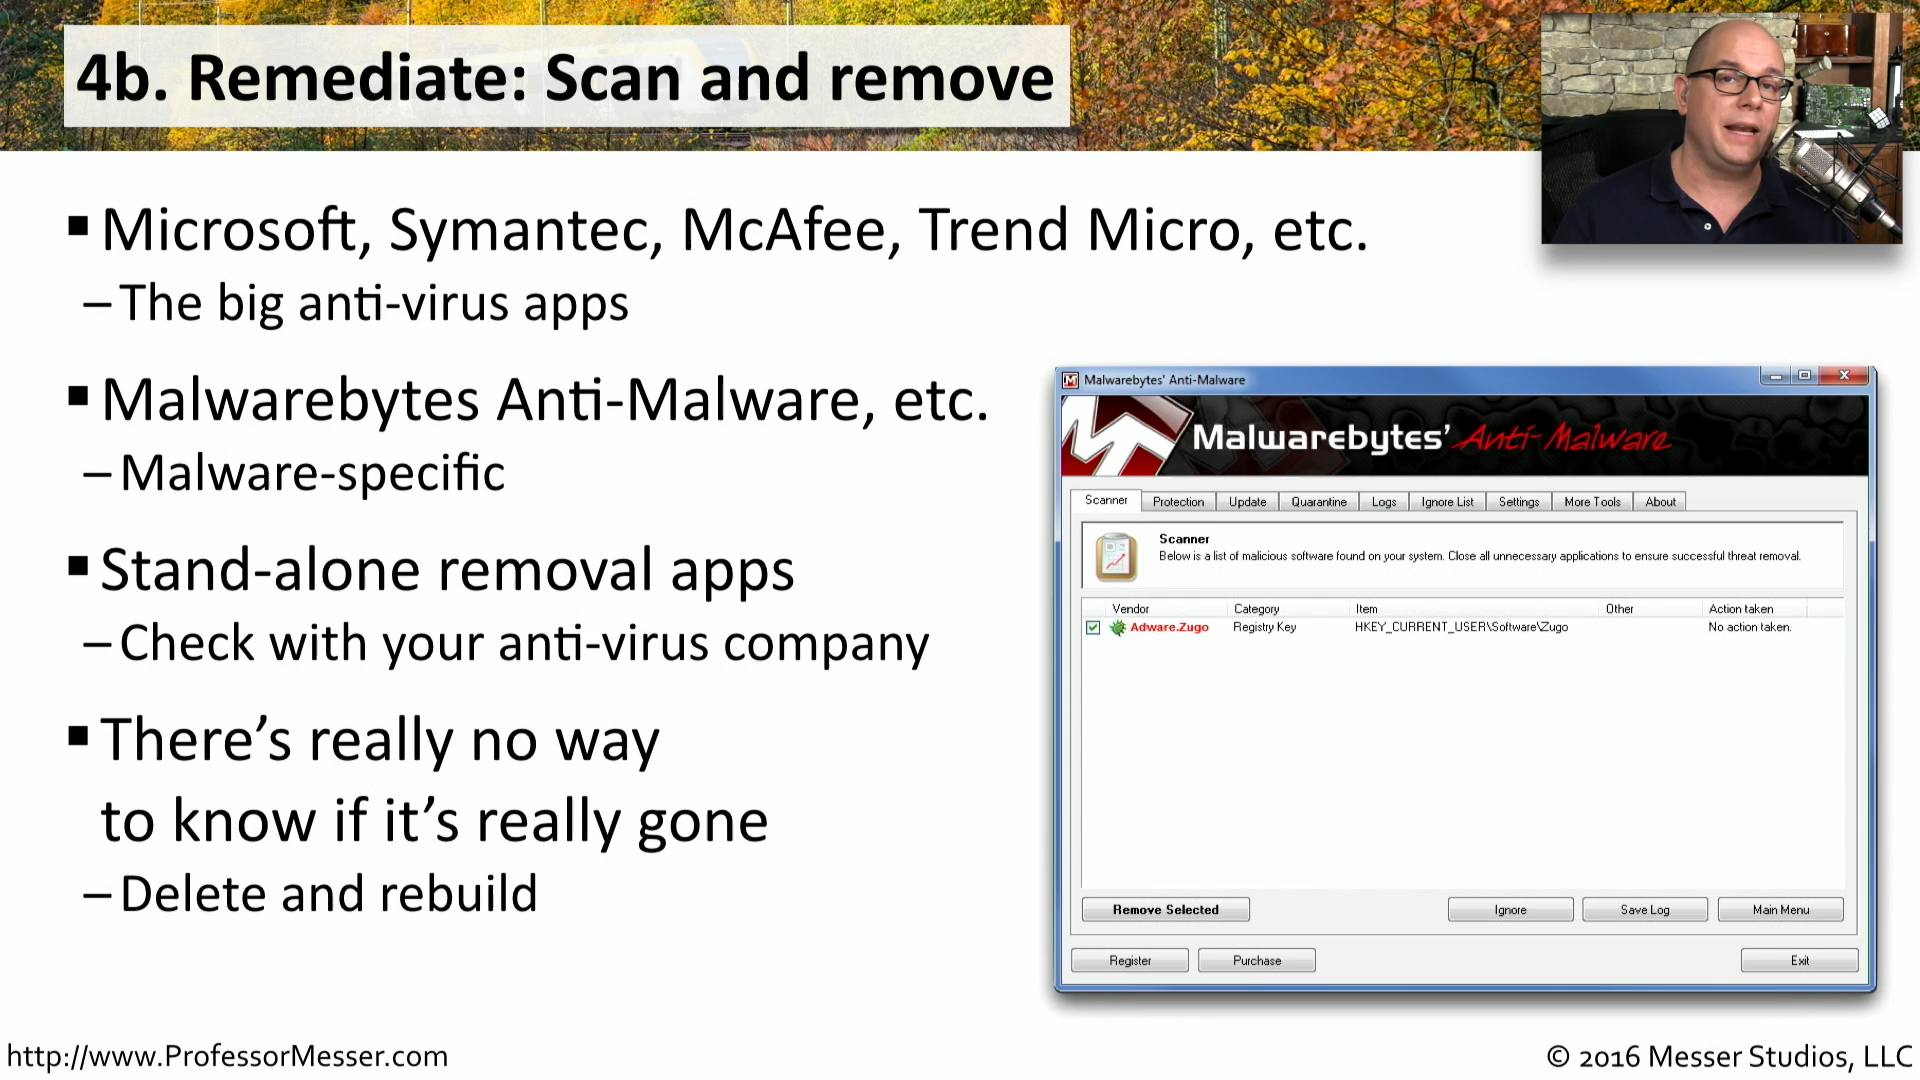 4b. Remediate: Scan and remove
▪ Microsoft, Symantec, McAfee, Trend Micro, etc.
– The big anti-virus apps
▪ Malwarebytes Anti-Malware, etc.
– Malware-specific
▪ Stand-alone removal apps
– Check with your anti-virus company
▪ There’s really no way
to know if it’s really gone
– Delete and rebuild
Malwarebytes' Anti-Malware
Malwarebytes’ Anti-Malware
Scanner Protection Update Quarantine Logs Ignore List Settings More Tools About
Scanner
Below is a list of malicious software found on your system. Close all unnecessary applications to ensure successful threat removal.
Vendor Category Item Other Action taken
Adware.Zugo Registry Key HKEY_CURRENT_USER\Software\Zugo No action taken.
Remove Selected Ignore Save Log Main Menu
Register Purchase Exit
http://www.ProfessorMesser.com
© 2016 Messer Studios, LLC